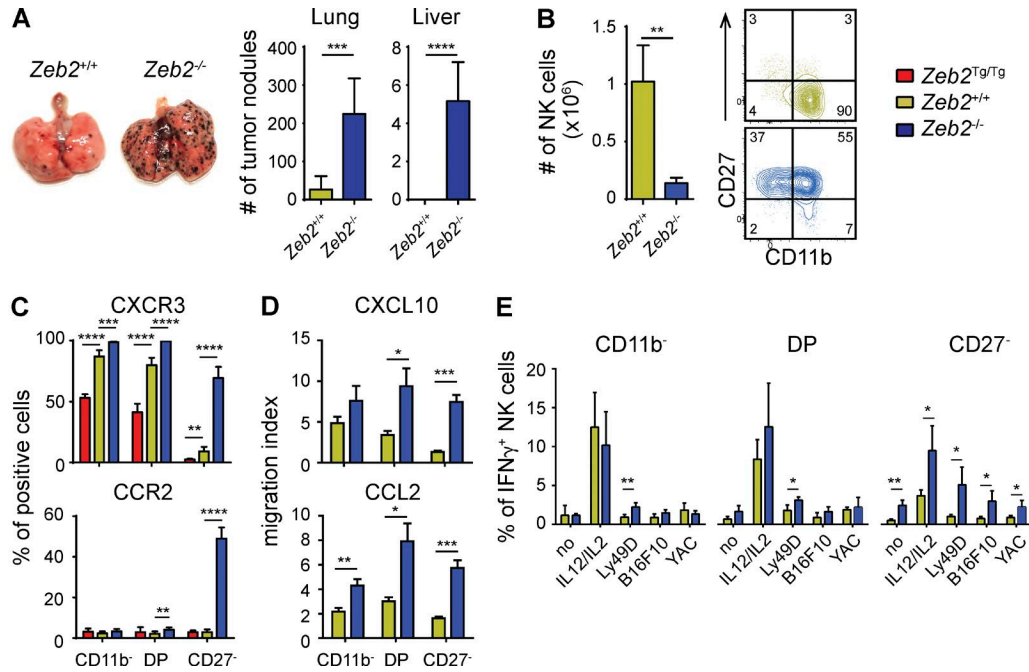 A
Lung
Liver
Zeb2+/+
Zeb2-/-
# of tumor nodules
400
300
200
100
0
***
Zeb2+/+
Zeb2-/-
8
6
4
2
0
****
Zeb2+/+
Zeb2-/-
B
# of NK cells
(x10⁶)
1.5
1
0.5
0
**
Zeb2+/+
Zeb2-/-
3
3
4
90
37
55
2
7
CD27
CD11b
Zeb2Tg/Tg
Zeb2+/+
Zeb2-/-
C
CXCR3
% of positive cells
100
50
0
****
***
****
****
**
****
CCR2
100
80
60
40
20
0
**
****
CD11b-
DP
CD27-
D
CXCL10
migration index
15
10
5
0
*
***
CCL2
10
8
6
4
2
0
**
*
***
CD11b-
DP
CD27-
E
CD11b-
DP
CD27-
% of IFNγ+ NK cells
20
15
10
5
0
**
*
**
*
*
*
*
no
IL12/IL2
Ly49D
B16F10
YAC
no
IL12/IL2
Ly49D
B16F10
YAC
no
IL12/IL2
Ly49D
B16F10
YAC